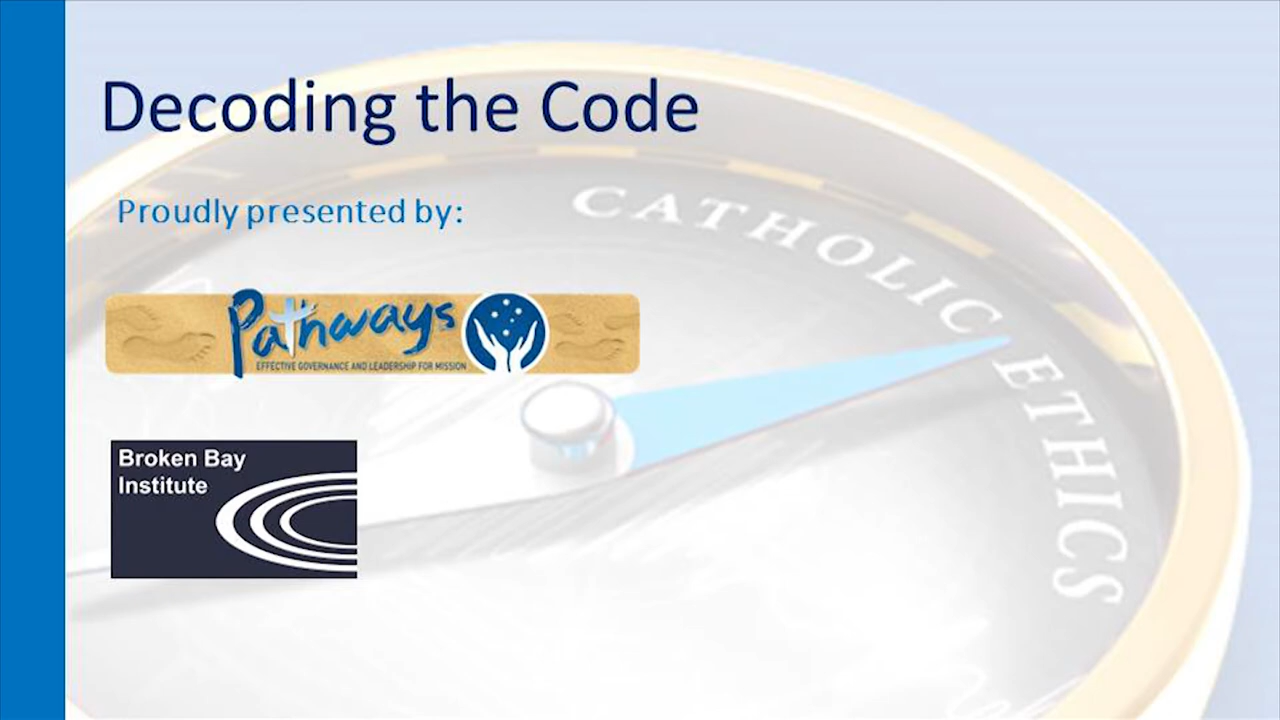 Decoding the Code
Proudly presented by:
CATHOLIC ETHICS
Pathways
EFFECTIVE GOVERNANCE AND LEADERSHIP FOR MISSION
Broken Bay
Institute